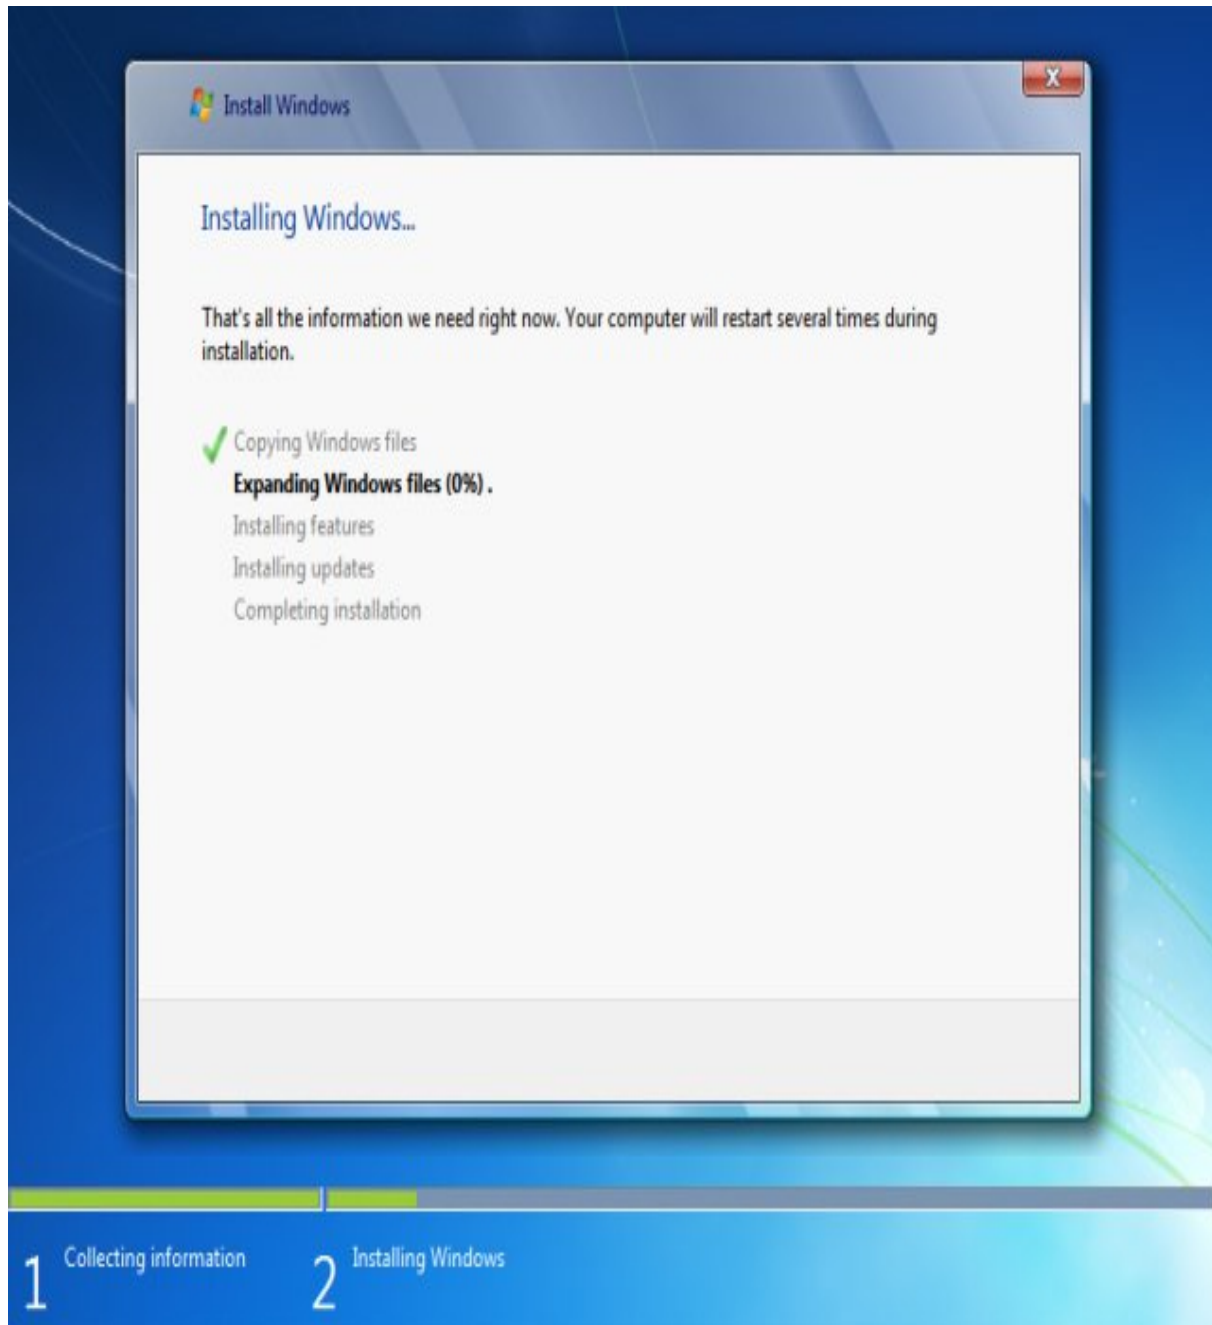 Install Windows
X
Installing Windows...
That's all the information we need right now. Your computer will restart several times during
installation.
Copying Windows files
Expanding Windows files (0%) .
Installing features
Installing updates
Completing installation
1 Collecting information 2 Installing Windows